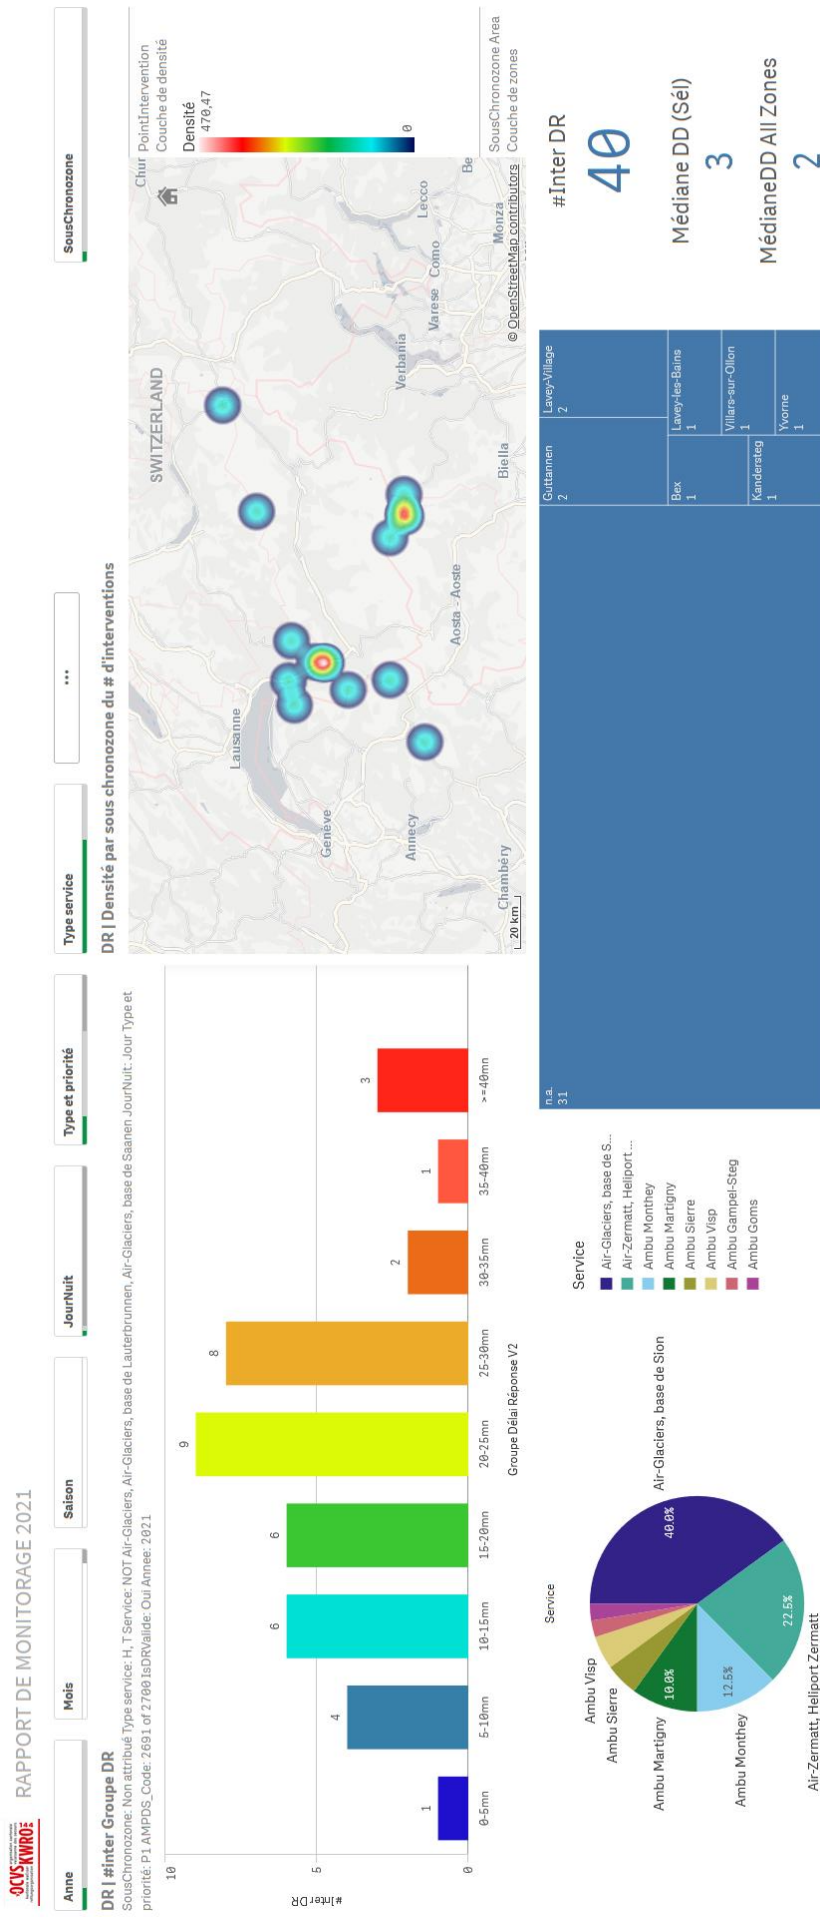 OCVS
KWRO
RAPPORT DE MONITORAGE 2021
Anne
Mois
Saison
JourNuit
Type et priorité
Type service
...
SousChronozone
DR | #inter Groupe DR
SousChronozone: Non attribué Type service: H, T Service: NOT Air-Glaciers, Air-Glaciers, base de Lauterbrunnen, Air-Glaciers, base de Saanen JourNuit: Jour Type et
priorité: P1 AMPDS_Code: 2691 of 2700 IsDRValide: Oui Annee: 2021
#Inter DR
10
5
0
1
4
6
6
9
8
2
1
3
0-5mn
5-10mn
10-15mn
15-20mn
20-25mn
25-30mn
30-35mn
35-40mn
>=40mn
Groupe Délai Réponse V2
DR | Densité par sous chronozone du # d'interventions
SWITZERLAND
Chur
Lausanne
Genève
Annecy
Chambéry
Aosta - Aoste
Biella
Verbania
Varese
Como
Lecco
Monza
Be
20 km
© OpenStreetMap contributors
PointIntervention
Couche de densité
Densité
470,47
0
SousChronozone Area
Couche de zones
Service
Ambu Visp
Ambu Sierre
Ambu Martigny
Ambu Monthey
Air-Zermatt, Heliport Zermatt
Air-Glaciers, base de Sion
40.0%
22.5%
12.5%
10.0%
Service
Air-Glaciers, base de S...
Air-Zermatt, Heliport ...
Ambu Monthey
Ambu Martigny
Ambu Sierre
Ambu Visp
Ambu Gampel-Steg
Ambu Goms
n.a.
31
Guttannen
2
Lavey-Village
2
Bex
1
Lavey-les-Bains
1
Villars-sur-Ollon
1
Kandersteg
1
Yvorne
1
#Inter DR
40
Médiane DD (Sél)
3
MédianeDD All Zones
2